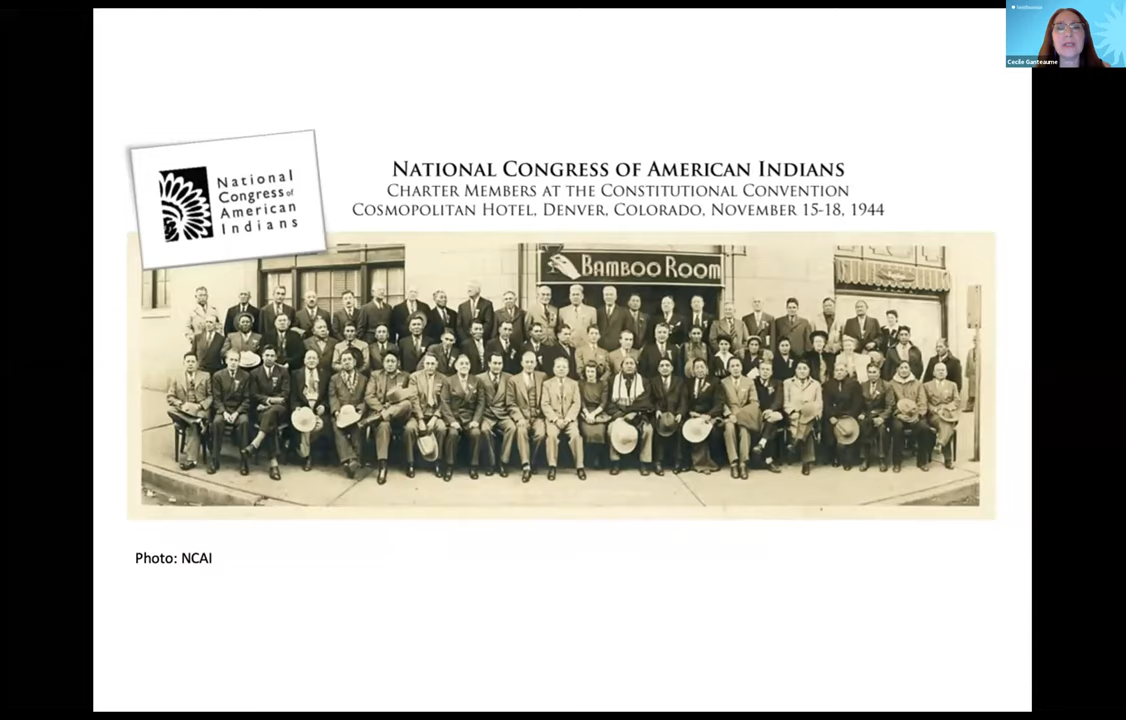 Smithsonian
Cecile Ganteaume
National
Congress of
American
Indians
NATIONAL CONGRESS OF AMERICAN INDIANS
CHARTER MEMBERS AT THE CONSTITUTIONAL CONVENTION
COSMOPOLITAN HOTEL, DENVER, COLORADO, NOVEMBER 15-18, 1944
BAMBOO ROOM
Photo: NCAI